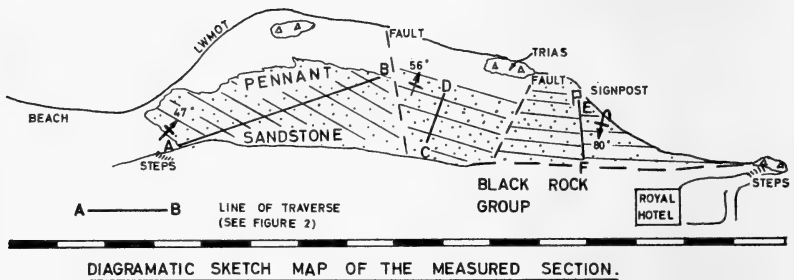 LWMOT
FAULT
TRIAS
56°
B
D
FAULT
SIGNPOST
PENNANT
47°
E
BEACH
SANDSTONE
80°
A
C
F
STEPS
BLACK ROCK
GROUP
STEPS
ROYAL
HOTEL
A B LINE OF TRAVERSE
(SEE FIGURE 2)
DIAGRAMATIC SKETCH MAP OF THE MEASURED SECTION.